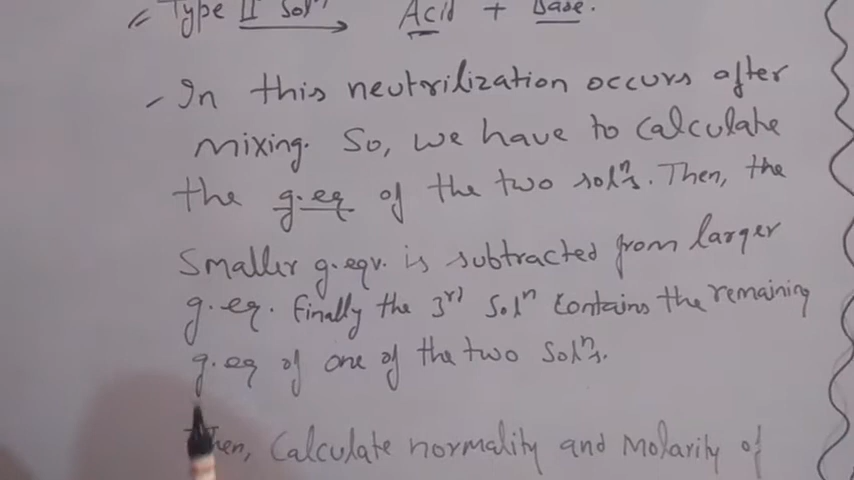 Type II Solⁿ → Acid + Base.
- In this neutrilization occurs after
mixing. So, we have to calculate
the g.eq of the two solⁿs. Then, the
Smaller g.eqv. is subtracted from larger
g.eq. Finally the 3rd Solⁿ contains the remaining
g.eq of one of the two Solⁿs.
Then, Calculate normality and Molarity of